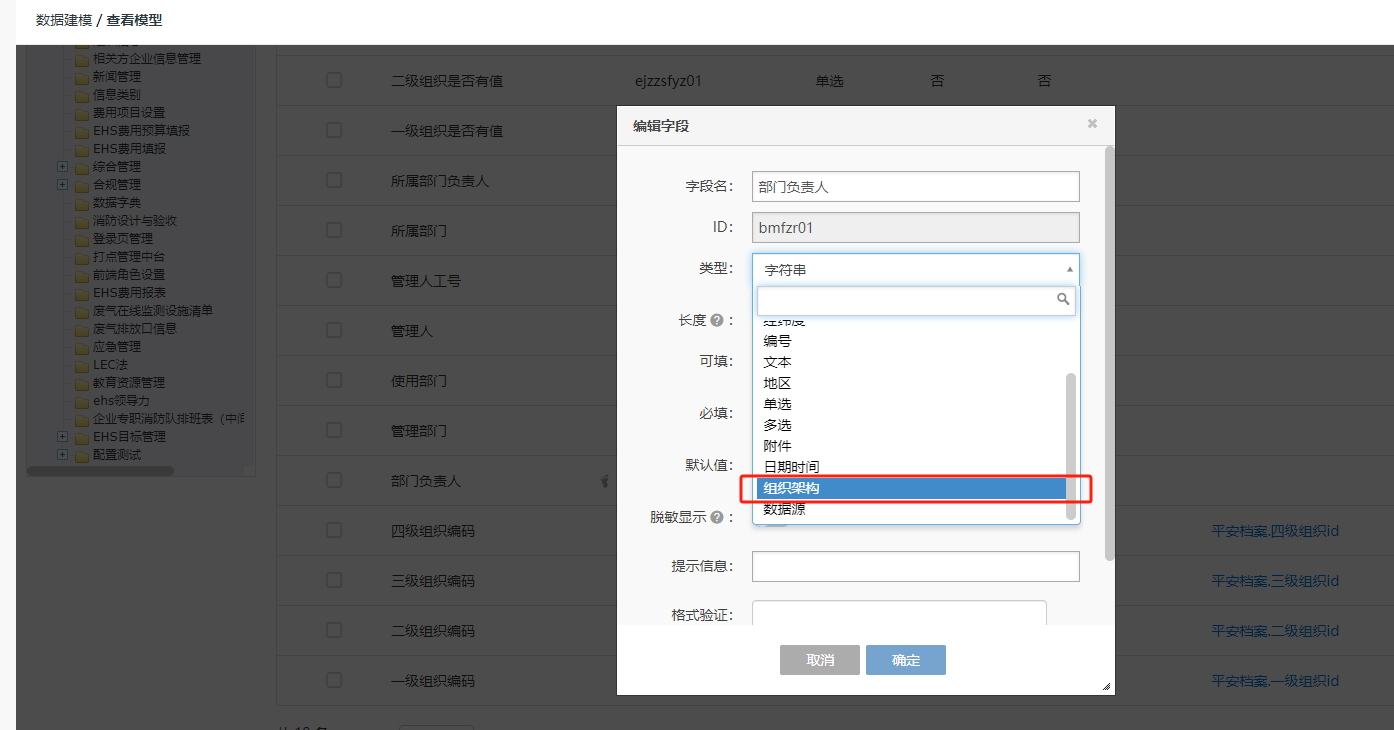 数据建模 / 查看模型
相关方企业信息管理
新闻管理
信息类别
费用项目设置
EHS费用预算填报
EHS费用填报
综合管理
合规管理
数据字典
消防设计与验收
登录页管理
打点管理中台
前端角色设置
EHS费用报表
废气在线监测设施清单
废气排放口信息
应急管理
LEC法
教育资源管理
ehs领导力
企业专职消防队排班表（中间
EHS目标管理
配置测试
二级组织是否有值 ejzzsfyz01 单选 否 否
一级组织是否有值
所属部门负责人
所属部门
管理人工号
管理人
使用部门
管理部门
部门负责人
四级组织编码 平安档案.四级组织id
三级组织编码 平安档案.三级组织id
二级组织编码 平安档案.二级组织id
一级组织编码 平安档案.一级组织id
编辑字段
字段名： 部门负责人
ID： bmfzr01
类型： 字符串
长度 ? ：
可填：
必填：
默认值：
脱敏显示 ? ：
经纬度
编号
文本
地区
单选
多选
附件
日期时间
组织架构
数据源
提示信息：
格式验证：
取消 确定